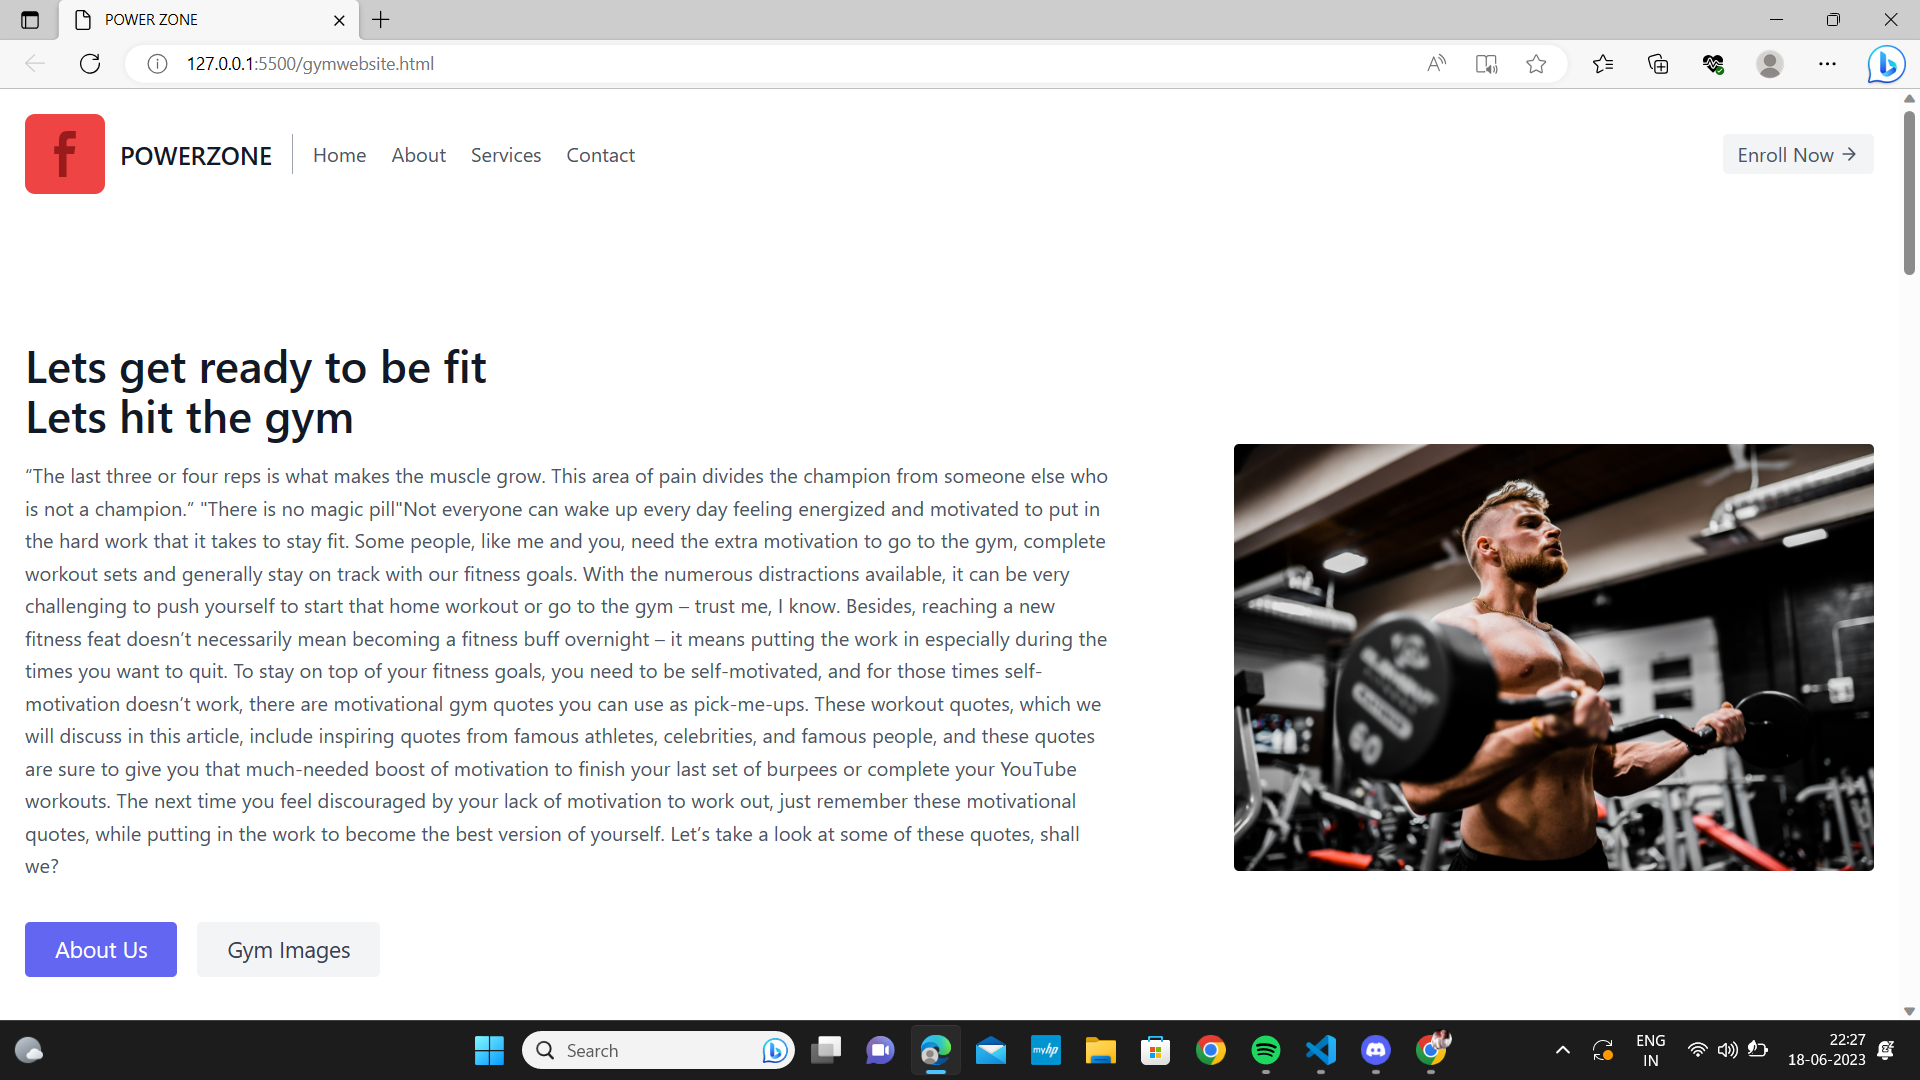 POWER ZONE
127.0.0.1:5500/gymwebsite.html
f
POWERZONE
Home
About
Services
Contact
Enroll Now →
Lets get ready to be fit
Lets hit the gym
“The last three or four reps is what makes the muscle grow. This area of pain divides the champion from someone else who
is not a champion.” "There is no magic pill"Not everyone can wake up every day feeling energized and motivated to put in
the hard work that it takes to stay fit. Some people, like me and you, need the extra motivation to go to the gym, complete
workout sets and generally stay on track with our fitness goals. With the numerous distractions available, it can be very
challenging to push yourself to start that home workout or go to the gym – trust me, I know. Besides, reaching a new
fitness feat doesn’t necessarily mean becoming a fitness buff overnight – it means putting the work in especially during the
times you want to quit. To stay on top of your fitness goals, you need to be self-motivated, and for those times self-
motivation doesn’t work, there are motivational gym quotes you can use as pick-me-ups. These workout quotes, which we
will discuss in this article, include inspiring quotes from famous athletes, celebrities, and famous people, and these quotes
are sure to give you that much-needed boost of motivation to finish your last set of burpees or complete your YouTube
workouts. The next time you feel discouraged by your lack of motivation to work out, just remember these motivational
quotes, while putting in the work to become the best version of yourself. Let’s take a look at some of these quotes, shall
we?
60
About Us
Gym Images
Search
myhp
ENG
IN
22:27
18-06-2023